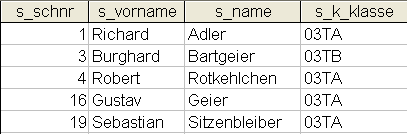 s_schnr s_vorname s_name s_k_klasse
1 Richard Adler 03TA
3 Burghard Bartgeier 03TB
4 Robert Rotkehlchen 03TA
16 Gustav Geier 03TA
19 Sebastian Sitzenbleiber 03TA